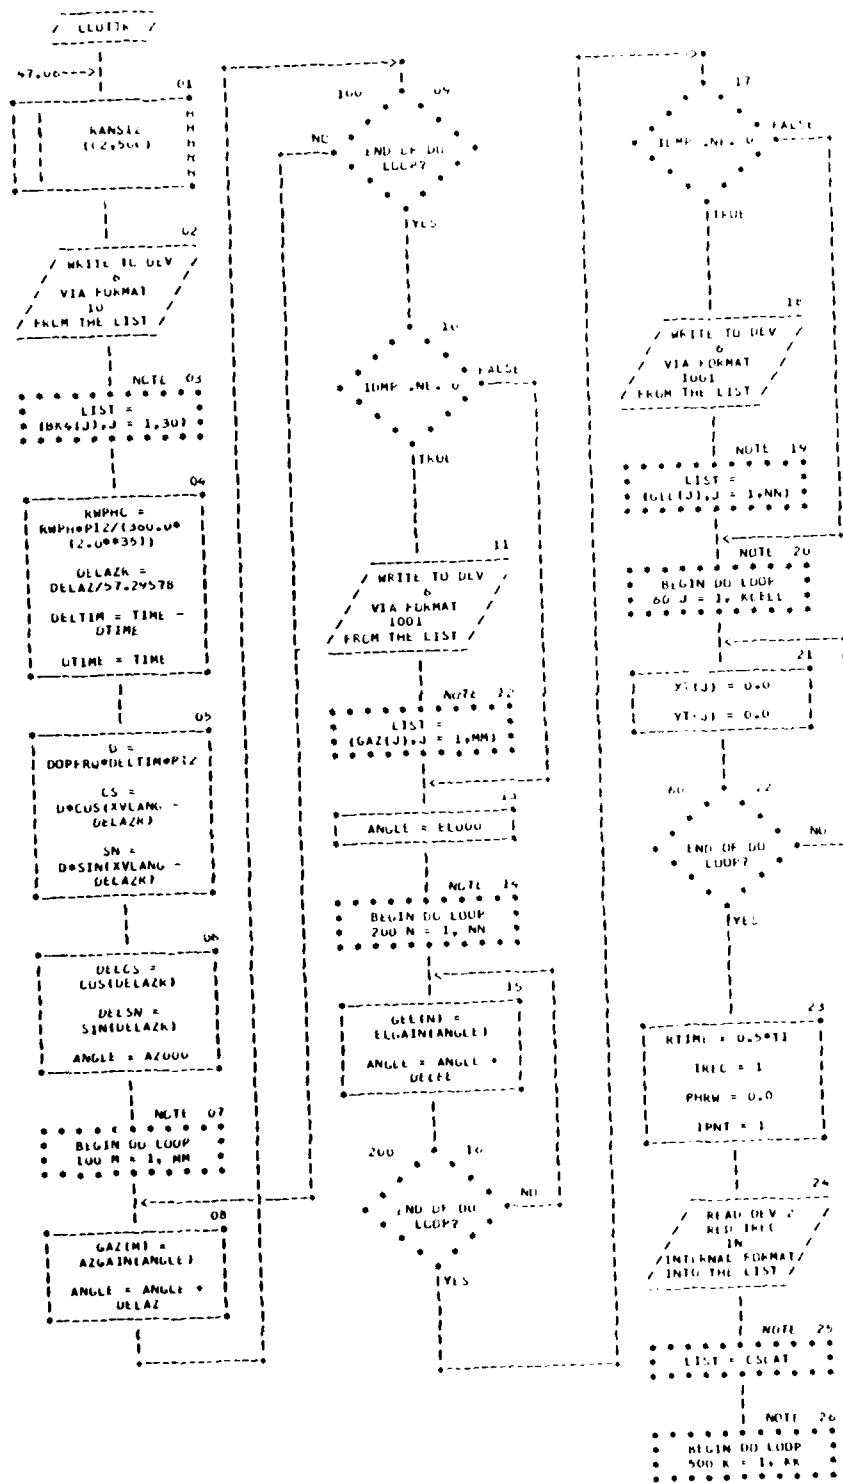 / CLUTTR /
47.06--->
01
RANSIZ
((2,50()
02
WRITE TO DEV
6
VIA FORMAT
10
FROM THE LIST
NOTE 03
LIST =
(BK4(J),J = 1,30)
04
RWPHC =
RWPH*PI2/(360.0*
(2.0**35))
DELAZR =
DELAZ/57.29578
DELTIM = TIME -
OTIME
OTIME = TIME
05
D =
DOPFRQ*DELTIM*PI2
CS =
D*COS(XVLANG -
DELAZR)
SN =
D*SIN(XVLANG -
DELAZR)
06
DELCS =
COS(DELAZR)
DELSN =
SIN(DELAZR)
ANGLE = AZ000
NOTE 07
BEGIN DO LOOP
100 M = 1, MM
08
GAZ(M) =
AZGAIN(ANGLE)
ANGLE = ANGLE +
DELAZ
100 09
NO
END OF DO
LOOP?
YES
10
IDMP .NE. 0
FALSE
TRUE
11
WRITE TO DEV
6
VIA FORMAT
1001
FROM THE LIST
NOTE 12
LIST =
(GAZ(J),J = 1,MM)
13
ANGLE = EL000
NOTE 14
BEGIN DO LOOP
200 N = 1, NN
15
GEL(N) =
ELGAIN(ANGLE)
ANGLE = ANGLE +
DELEL
200 16
END OF DO
LOOP?
NO
YES
17
IDMP .NE. 0
FALSE
TRUE
18
WRITE TO DEV
6
VIA FORMAT
1001
FROM THE LIST
NOTE 19
LIST =
(GEL(J),J = 1,NN)
NOTE 20
BEGIN DO LOOP
60 J = 1, KCELL
21
(J) = 0.0
YT(J) = 0.0
60 22
END OF DO
LOOP?
NO
YES
23
RTIME = 0.5*T1
IREC = 1
PHRW = 0.0
IPNT = 1
24
READ DEV 2
RED IREC
IN
INTERNAL FORMAT
INTO THE LIST
NOTE 25
LIST = CSCAT
NOTE 26
BEGIN DO LOOP
500 K = 1, KK